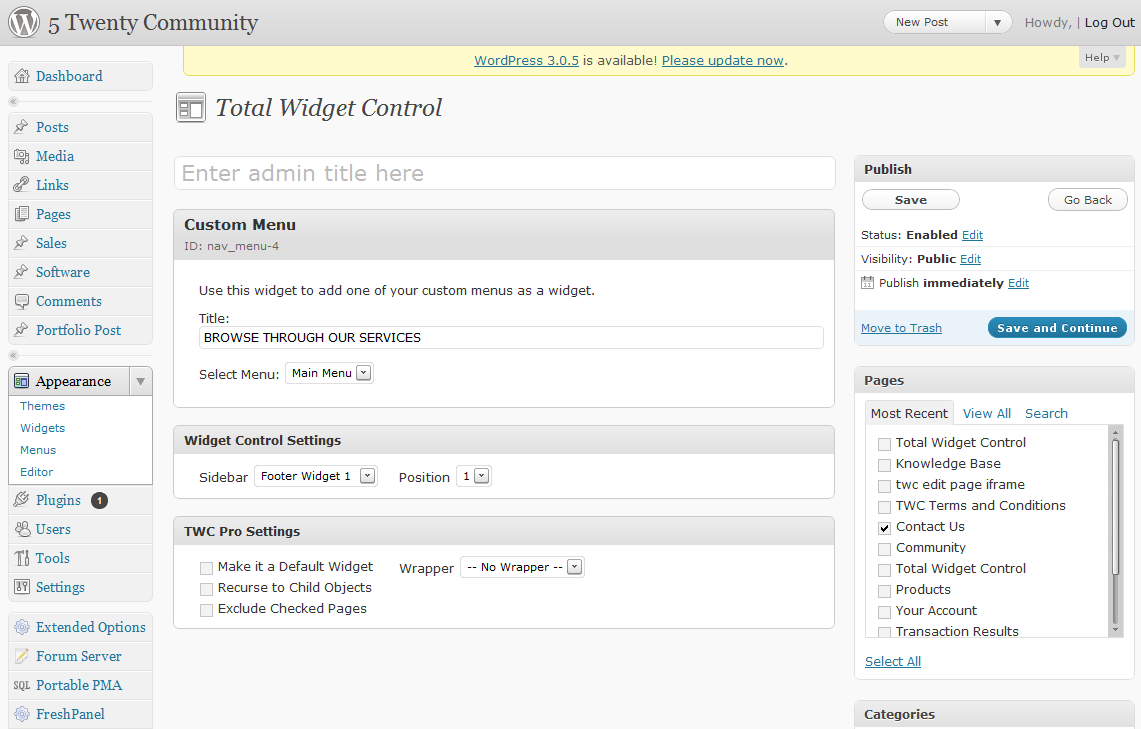 5 Twenty Community
New Post
Howdy, | Log Out
WordPress 3.0.5 is available! Please update now.
Help
Dashboard
Posts
Media
Links
Pages
Sales
Software
Comments
Portfolio Post
Appearance
Themes
Widgets
Menus
Editor
Plugins 1
Users
Tools
Settings
Extended Options
Forum Server
SQL Portable PMA
FreshPanel
Total Widget Control
Enter admin title here
Custom Menu
ID: nav_menu-4
Use this widget to add one of your custom menus as a widget.
Title:
BROWSE THROUGH OUR SERVICES
Select Menu: Main Menu
Widget Control Settings
Sidebar Footer Widget 1 Position 1
TWC Pro Settings
Make it a Default Widget Wrapper -- No Wrapper --
Recurse to Child Objects
Exclude Checked Pages
Publish
Save Go Back
Status: Enabled Edit
Visibility: Public Edit
Publish immediately Edit
Move to Trash Save and Continue
Pages
Most Recent View All Search
Total Widget Control
Knowledge Base
twc edit page iframe
TWC Terms and Conditions
Contact Us
Community
Total Widget Control
Products
Your Account
Transaction Results
Select All
Categories